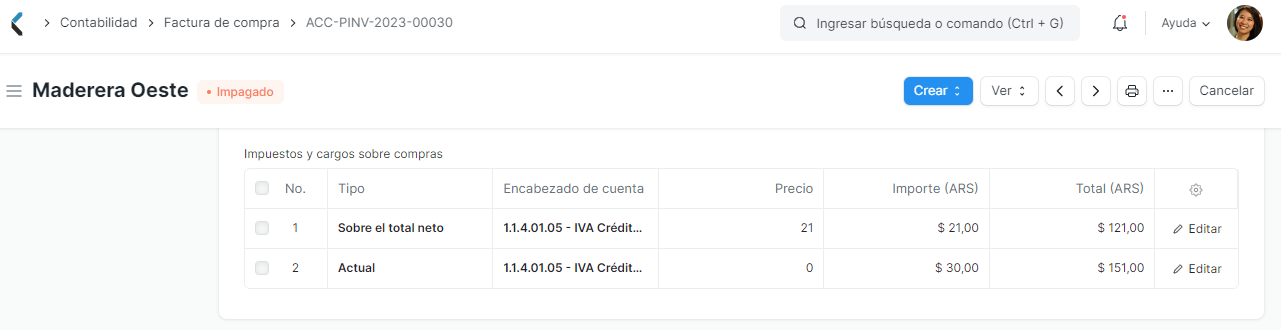 Contabilidad > Factura de compra > ACC-PINV-2023-00030 Ingresar búsqueda o comando (Ctrl + G) Ayuda
Maderera Oeste • Impagado Crear Ver ... Cancelar
Impuestos y cargos sobre compras
No. Tipo Encabezado de cuenta Precio Importe (ARS) Total (ARS)
1 Sobre el total neto 1.1.4.01.05 - IVA Crédit... 21 $ 21,00 $ 121,00 Editar
2 Actual 1.1.4.01.05 - IVA Crédit... 0 $ 30,00 $ 151,00 Editar